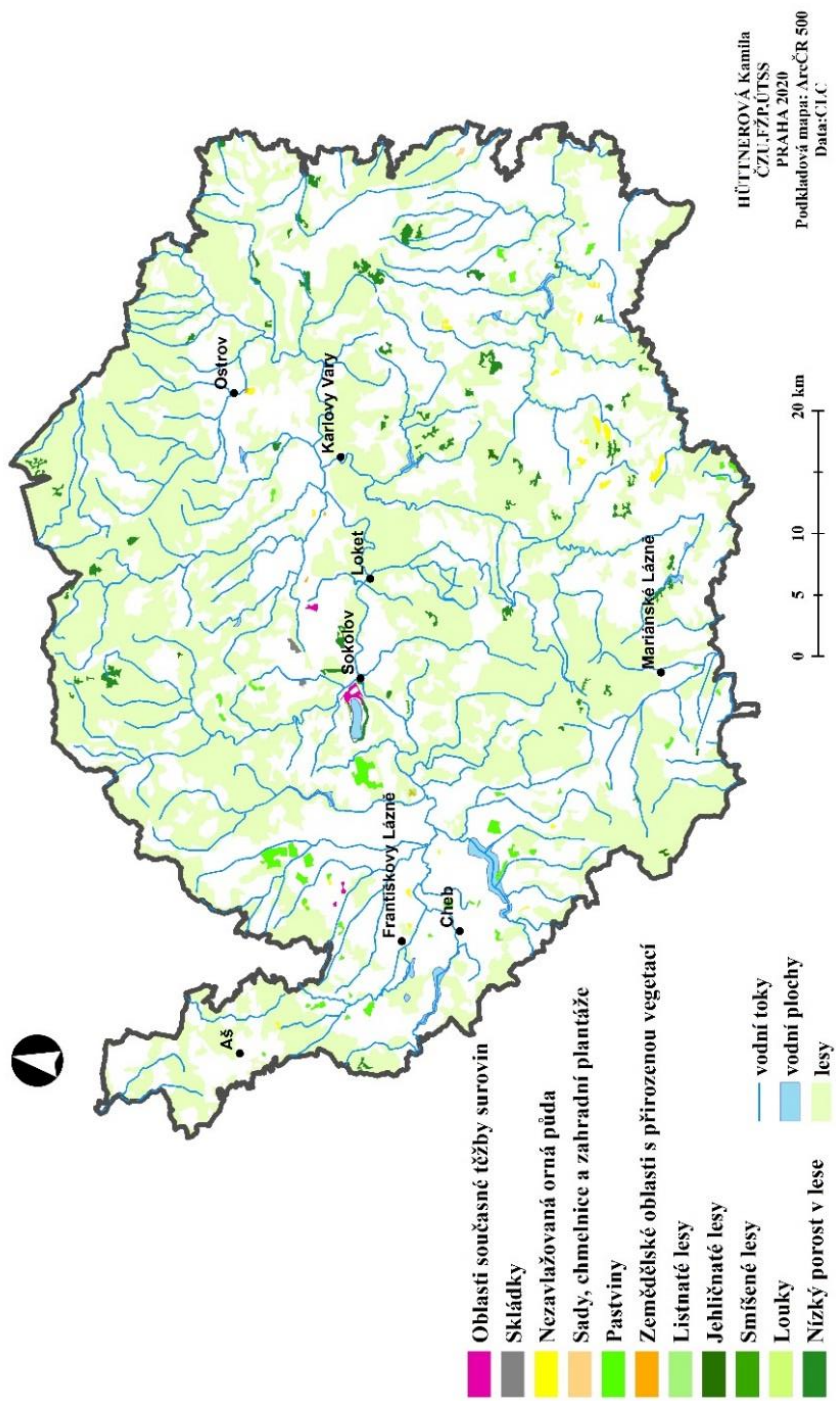 Aš
Ostrov
Karlovy Vary
Loket
Sokolov
Františkovy Lázně
Cheb
Mariánské Lázně
Oblasti současné těžby surovin
Skládky
Nezavlažovaná orná půda
Sady, chmelnice a zahradní plantáže
Pastviny
Zemědělské oblasti s přirozenou vegetací
Listnaté lesy
Jehličnaté lesy
Smíšené lesy
Louky
Nízký porost v lese
vodní toky
vodní plochy
lesy
0 5 10 20 km
HÜTTNEROVÁ Kamila
ČZU,FŽP,ÚTSS
PRAHA 2020
Podkladová mapa: ArcČR 500
Data:CLC